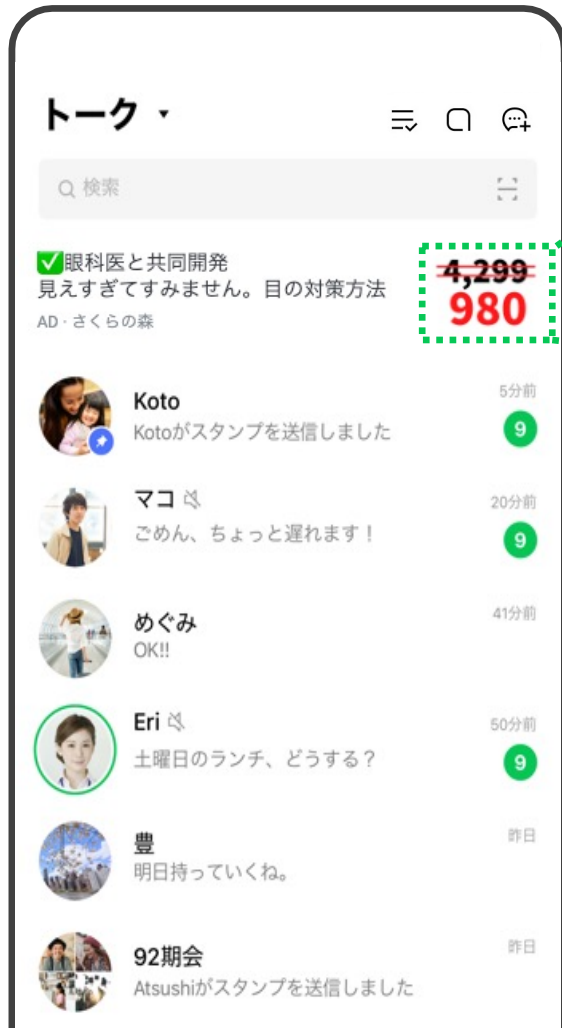 トーク
検索
✅眼科医と共同開発
見えすぎてすみません。目の対策方法
AD · さくらの森
4,299
980
Koto
5分前
Kotoがスタンプを送信しました
9
マコ
20分前
ごめん、ちょっと遅れます！
9
めぐみ
41分前
OK!!
Eri
50分前
土曜日のランチ、どうする？
9
豊
昨日
明日持っていくね。
92期会
昨日
Atsushiがスタンプを送信しました